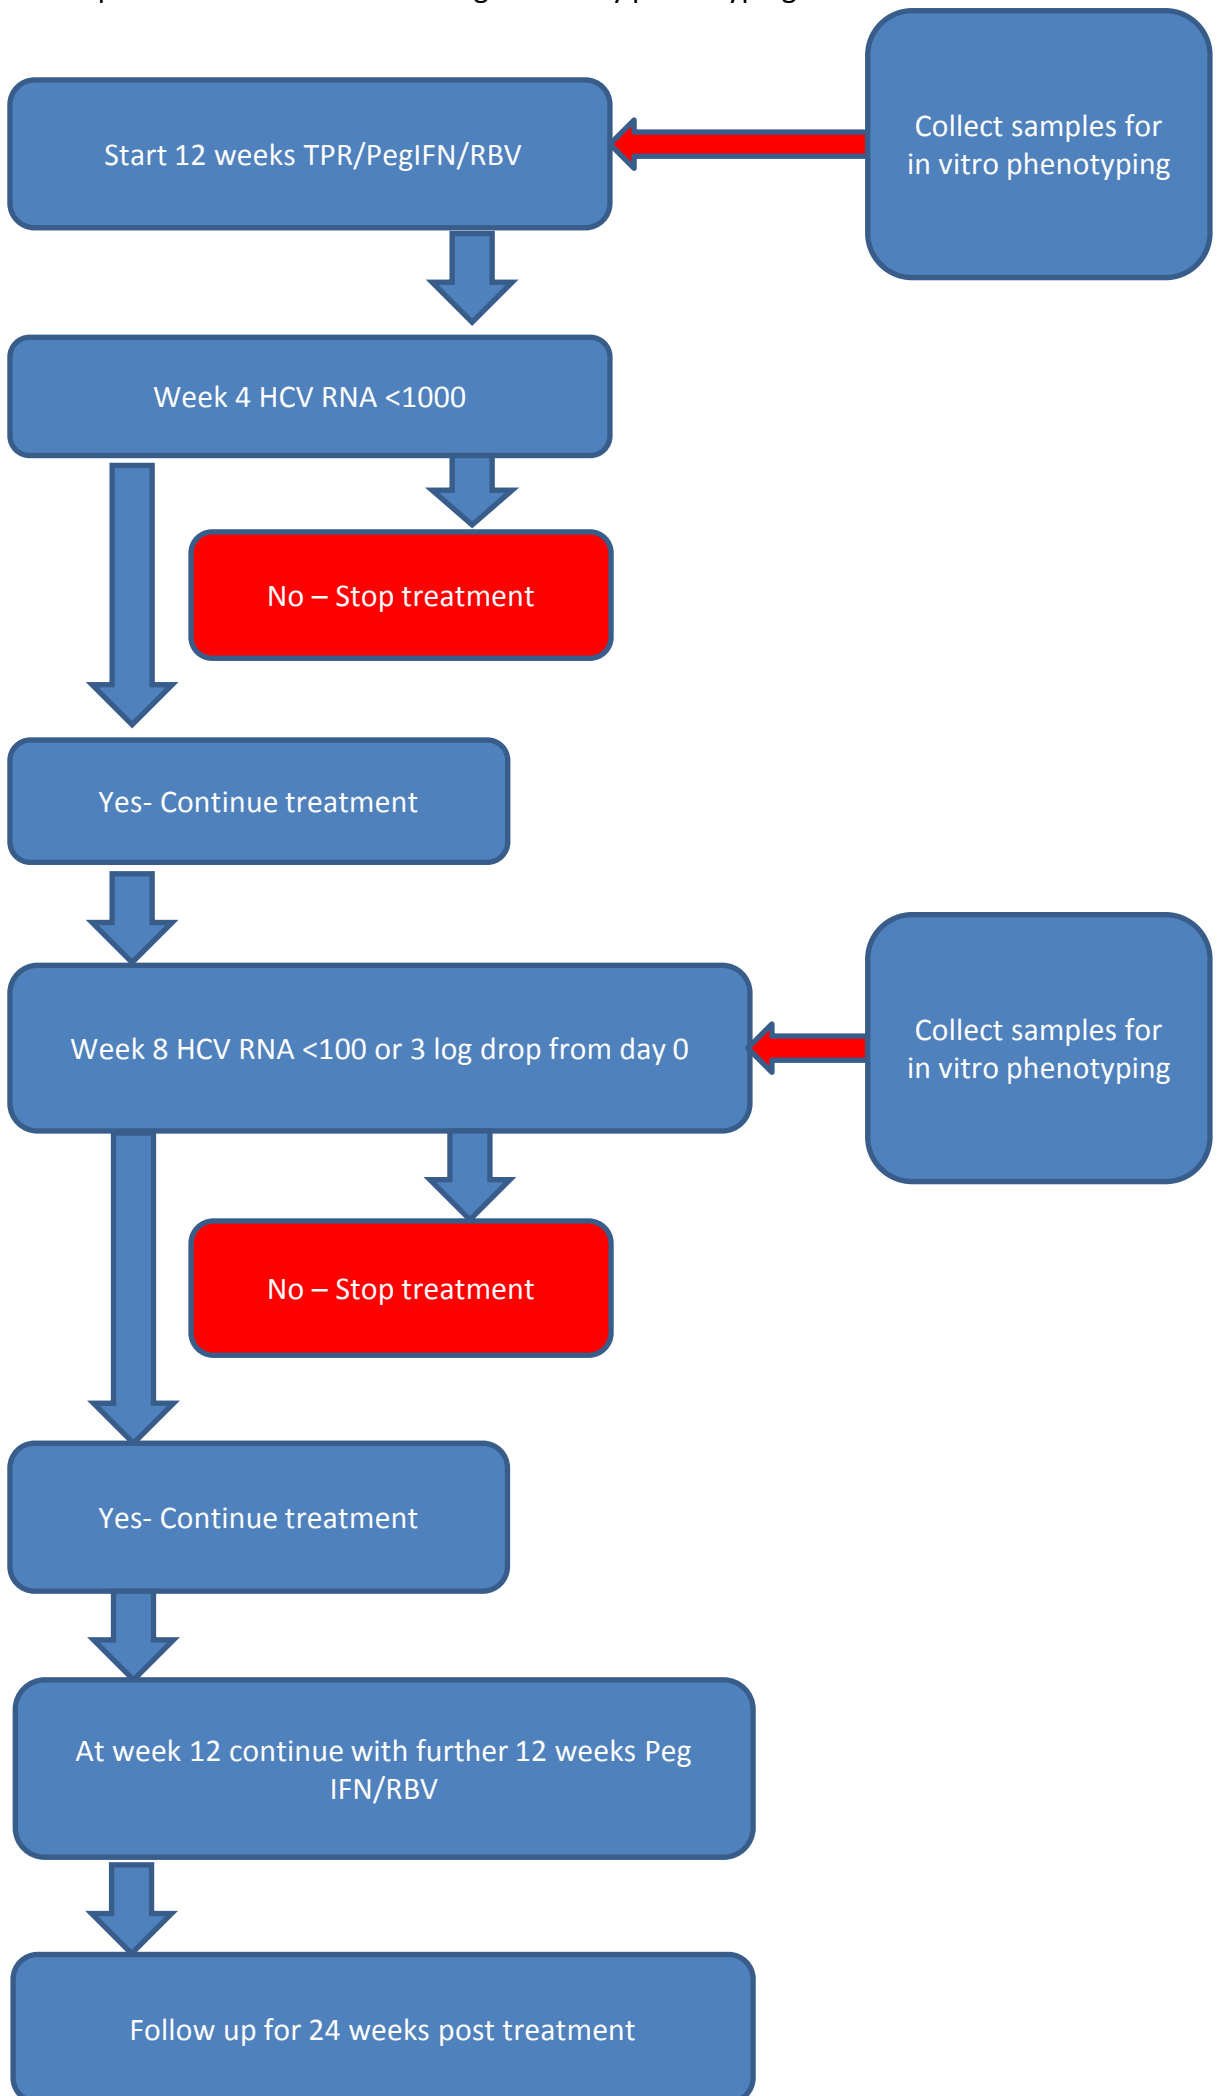 Collect samples for
in vitro phenotyping
Start 12 weeks TPR/PegIFN/RBV
Week 4 HCV RNA <1000
No – Stop treatment
Yes- Continue treatment
Week 8 HCV RNA <100 or 3 log drop from day 0
Collect samples for
in vitro phenotyping
No – Stop treatment
Yes- Continue treatment
At week 12 continue with further 12 weeks Peg
IFN/RBV
Follow up for 24 weeks post treatment